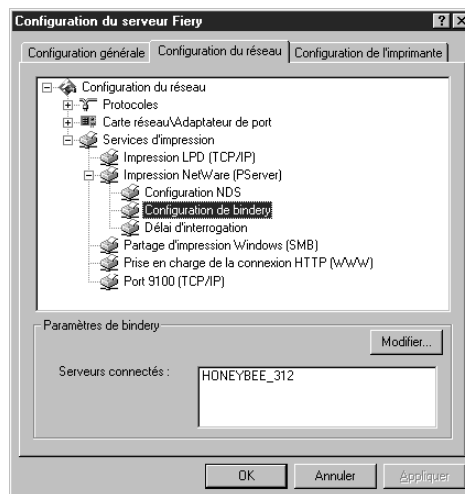 Configuration du serveur Fiery
Configuration générale Configuration du réseau Configuration de l'imprimante
Configuration du réseau
Protocoles
Carte réseau\Adaptateur de port
Services d'impression
Impression LPD (TCP/IP)
Impression NetWare (PServer)
Configuration NDS
Configuration de bindery
Délai d'interrogation
Partage d'impression Windows (SMB)
Prise en charge de la connexion HTTP (WWW)
Port 9100 (TCP/IP)
Paramètres de bindery
Modifier...
Serveurs connectés : HONEYBEE_312
OK Annuler Appliquer